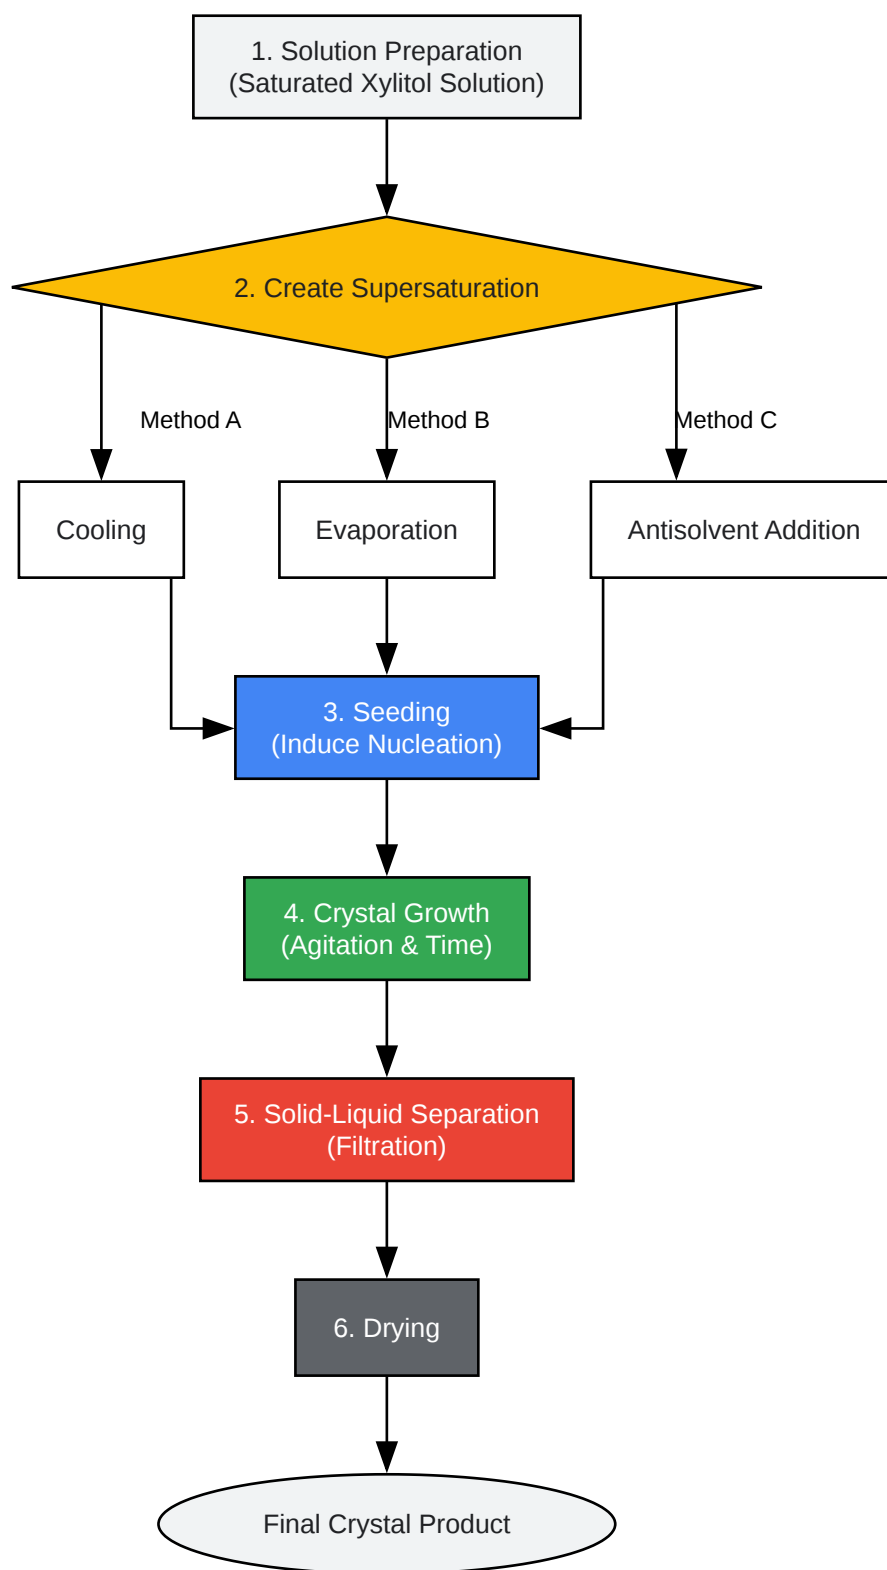 1. Solution Preparation
(Saturated Xylitol Solution)
2. Create Supersaturation
Method A
Method B
Method C
Cooling
Evaporation
Antisolvent Addition
3. Seeding
(Induce Nucleation)
4. Crystal Growth
(Agitation & Time)
5. Solid-Liquid Separation
(Filtration)
6. Drying
Final Crystal Product